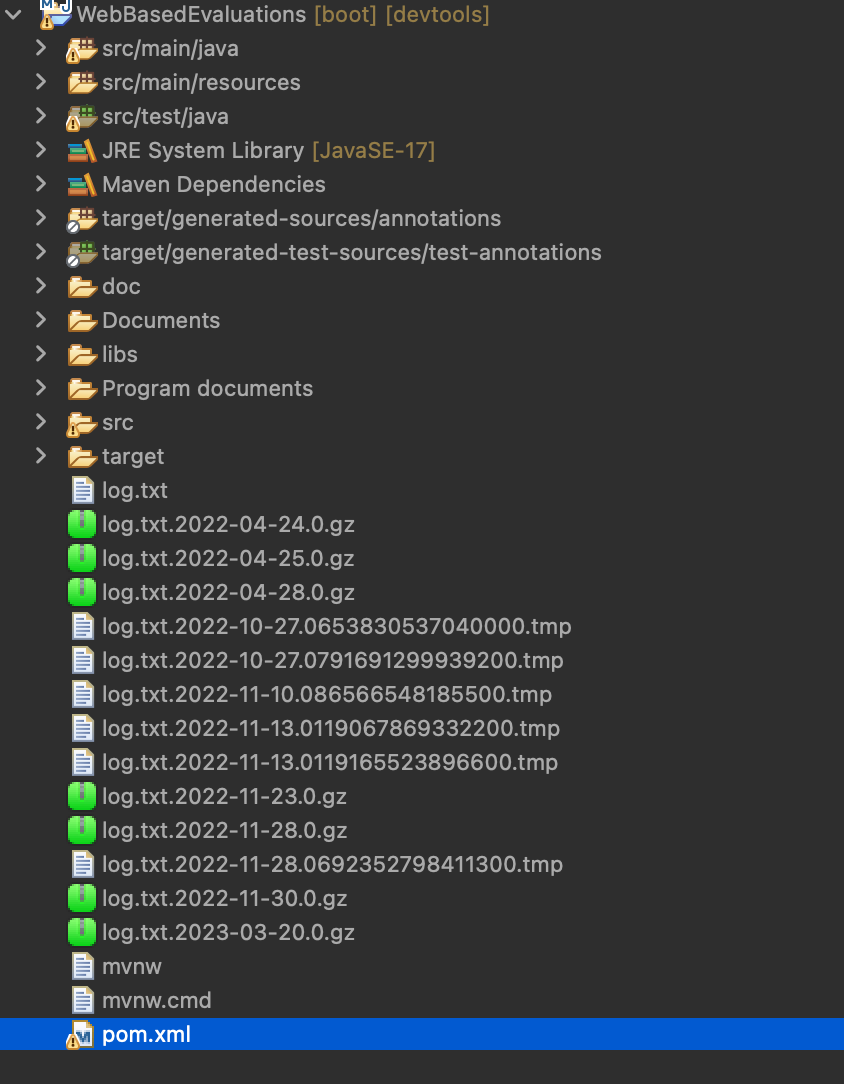 WebBasedEvaluations [boot] [devtools]
src/main/java
src/main/resources
src/test/java
JRE System Library [JavaSE-17]
Maven Dependencies
target/generated-sources/annotations
target/generated-test-sources/test-annotations
doc
Documents
libs
Program documents
src
target
log.txt
log.txt.2022-04-24.0.gz
log.txt.2022-04-25.0.gz
log.txt.2022-04-28.0.gz
log.txt.2022-10-27.0653830537040000.tmp
log.txt.2022-10-27.0791691299939200.tmp
log.txt.2022-11-10.086566548185500.tmp
log.txt.2022-11-13.0119067869332200.tmp
log.txt.2022-11-13.0119165523896600.tmp
log.txt.2022-11-23.0.gz
log.txt.2022-11-28.0.gz
log.txt.2022-11-28.0692352798411300.tmp
log.txt.2022-11-30.0.gz
log.txt.2023-03-20.0.gz
mvnw
mvnw.cmd
pom.xml